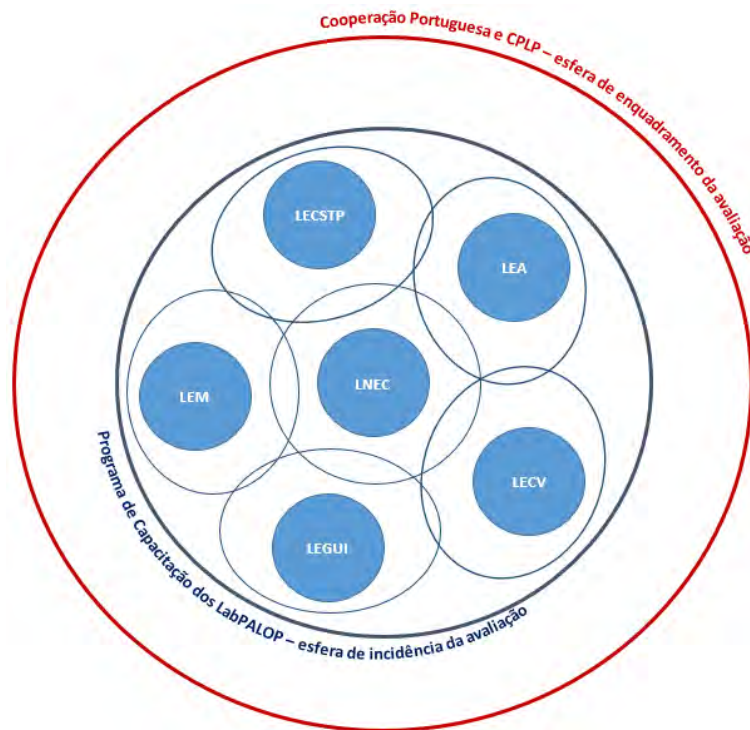 Cooperação Portuguesa e CPLP – esfera de enquadramento da avaliação
LECSTP
LEA
LEM
LNEC
LECV
LEGUI
Programa de Capacitação dos LabPALOP – esfera de incidência da avaliação